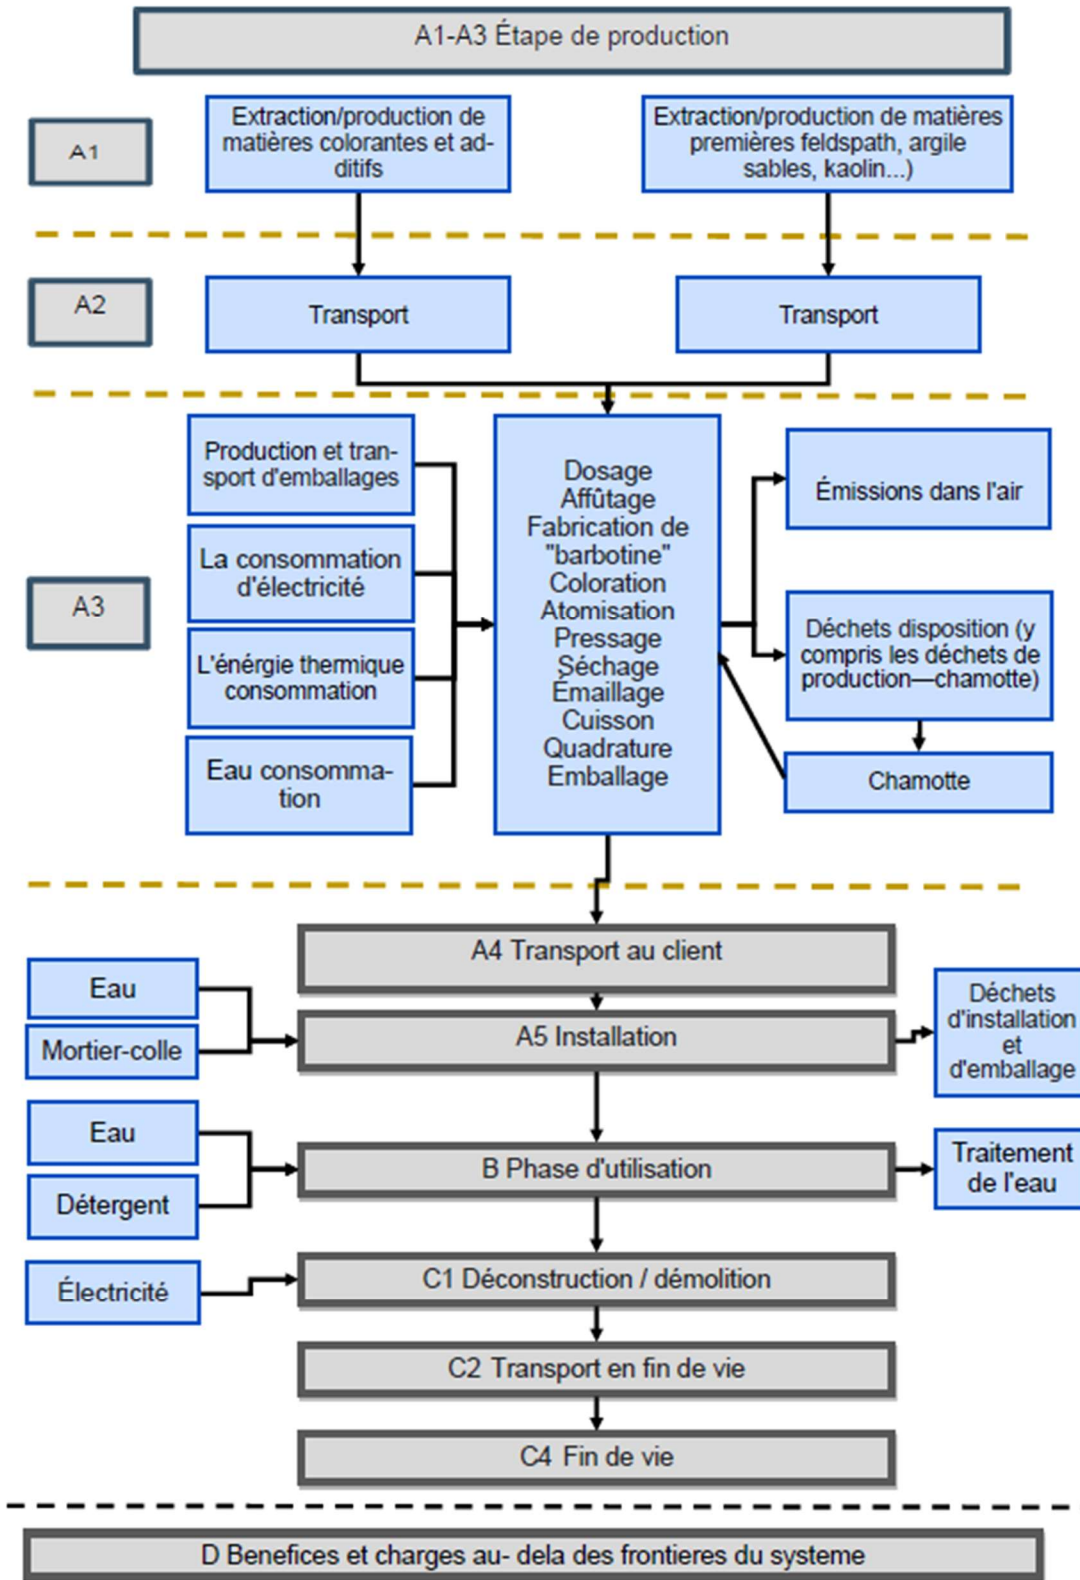 A1-A3 Étape de production
A1
Extraction/production de
matières colorantes et ad-
ditifs
Extraction/production de matières
premières feldspath, argile
sables, kaolin...)
A2
Transport
Transport
A3
Production et tran-
sport d'emballages
La consommation
d'électricité
L'énérgie thermique
consommation
Eau consomma-
tion
Dosage
Affûtage
Fabrication de
"barbotine"
Coloration
Atomisation
Pressage
Séchage
Émaillage
Cuisson
Quadrature
Emballage
Émissions dans l'air
Déchets disposition (y
compris les déchets de
production—chamotte)
Chamotte
A4 Transport au client
Eau
Mortier-colle
A5 Installation
Déchets
d'installation
et
d'emballage
Eau
Détergent
B Phase d'utilisation
Traitement
de l'eau
Électricité
C1 Déconstruction / démolition
C2 Transport en fin de vie
C4 Fin de vie
D Benefices et charges au- dela des frontieres du systeme